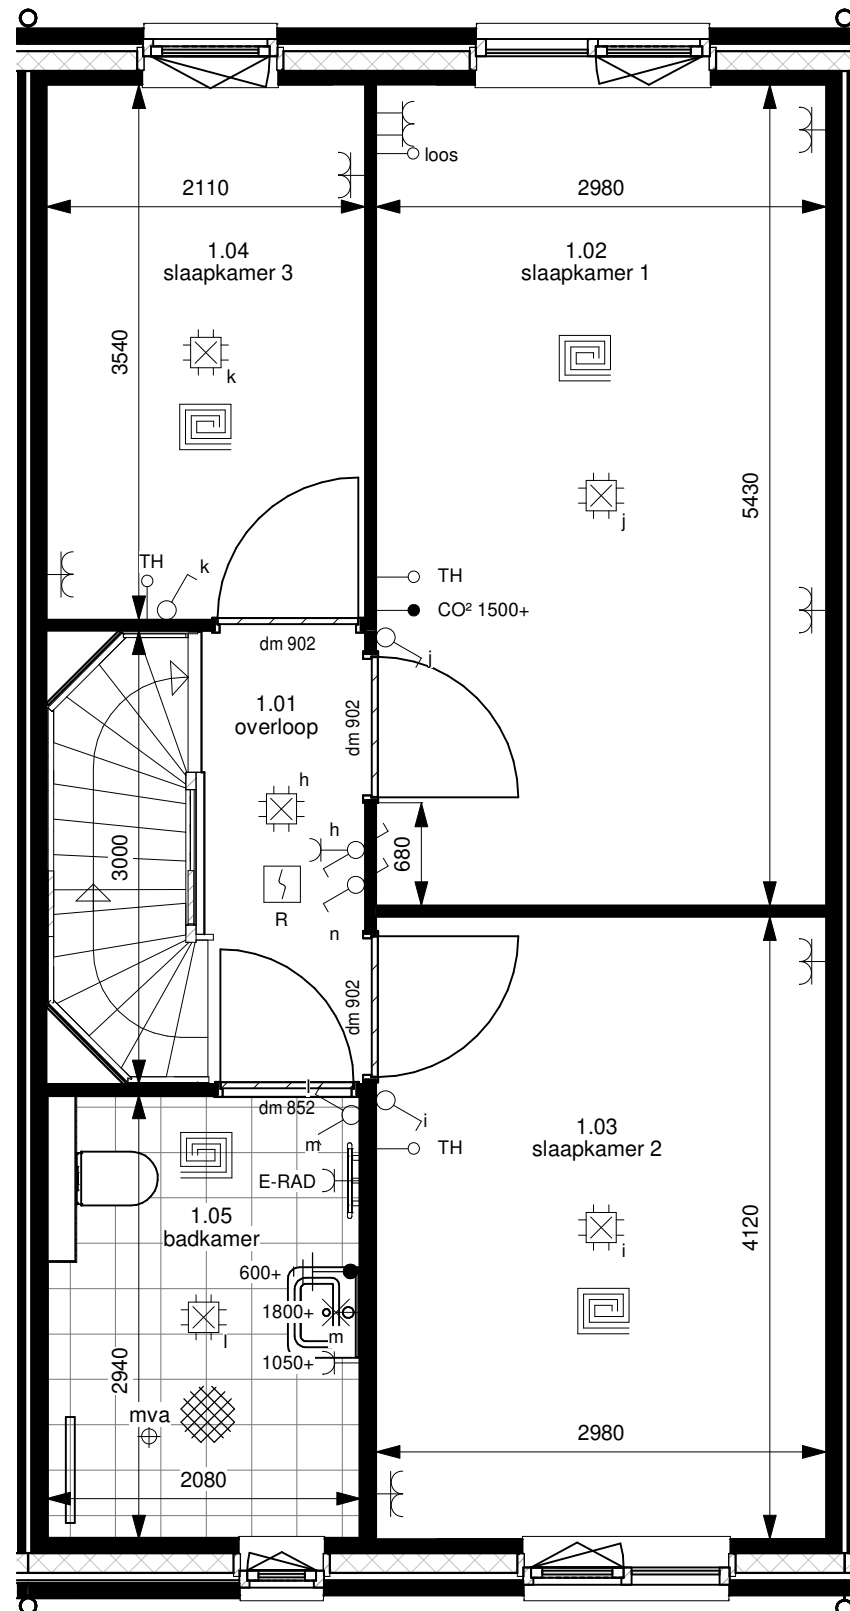 loos
2110
2980
1.04
slaapkamer 3
1.02
slaapkamer 1
3540
k
5430
j
TH
k
TH
CO² 1500+
j
dm 902
1.01
overloop
dm 902
h
h
3000
680
R
n
dm 902
dm 852
m
i
TH
1.03
slaapkamer 2
E-RAD
1.05
badkamer
4120
i
600+
1800+
m
l
1050+
2940
mva
2980
2080